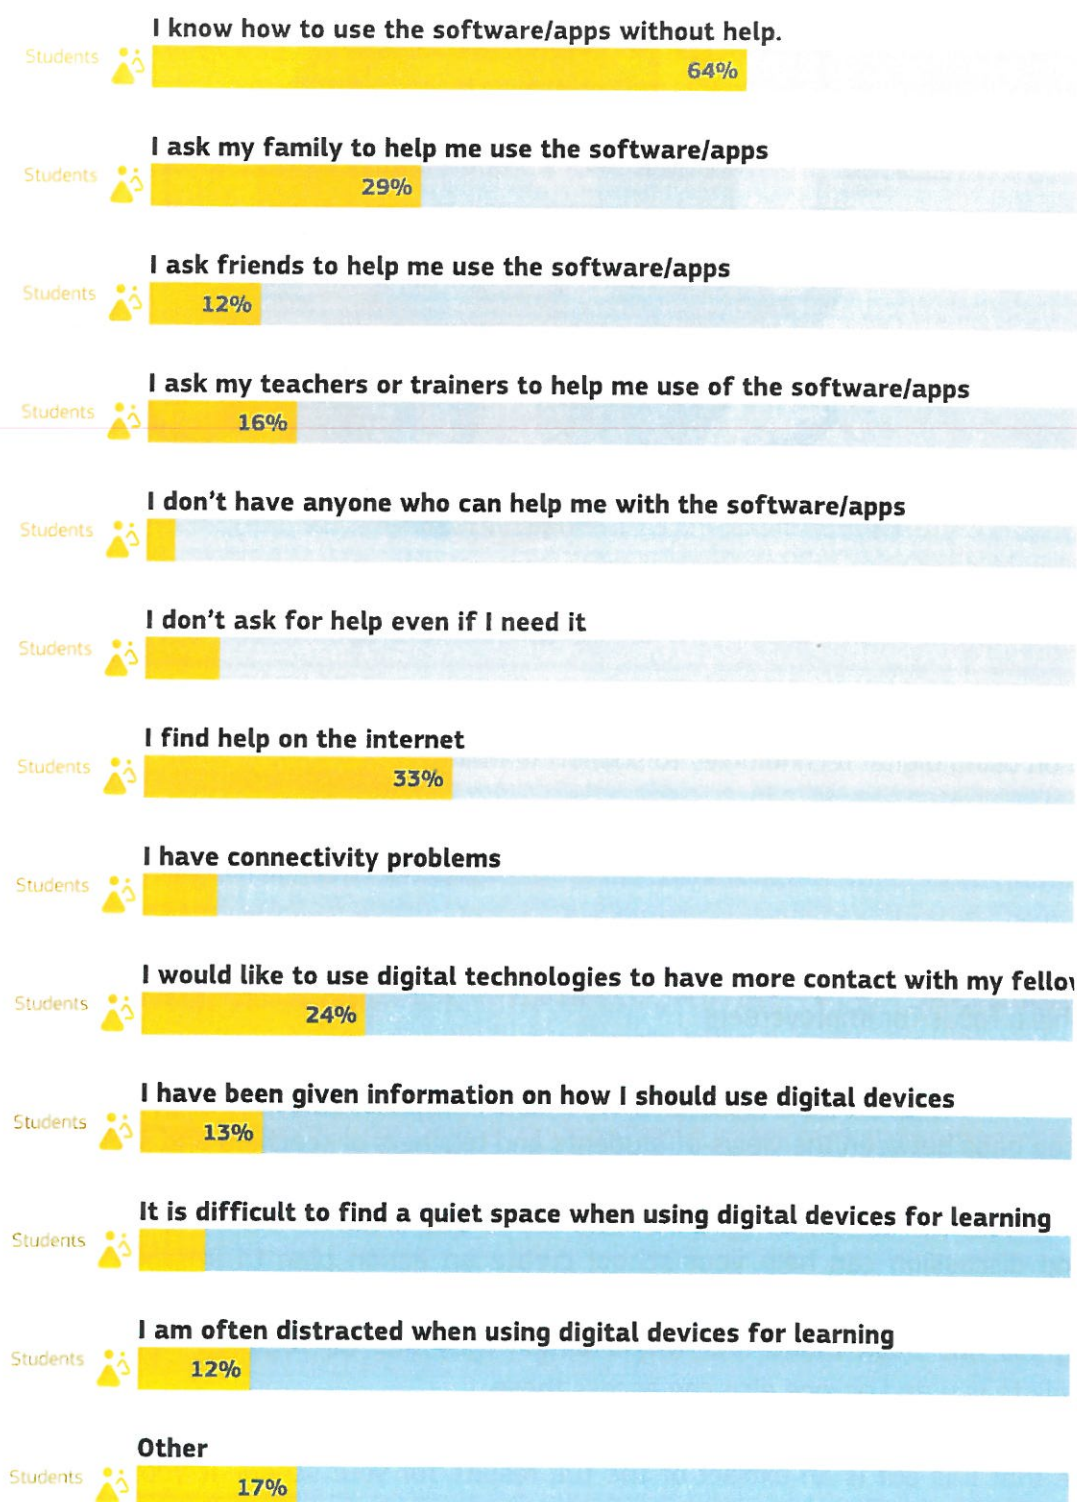 I know how to use the software/apps without help.
Students
64%
I ask my family to help me use the software/apps
Students
29%
I ask friends to help me use the software/apps
Students
12%
I ask my teachers or trainers to help me use of the software/apps
Students
16%
I don't have anyone who can help me with the software/apps
Students
I don't ask for help even if I need it
Students
I find help on the internet
Students
33%
I have connectivity problems
Students
I would like to use digital technologies to have more contact with my
Students
24%
I have been given information on how I should use digital devices
Students
13%
It is difficult to find a quiet space when using digital devices for learning
Students
I am often distracted when using digital devices for learning
Students
12%
Other
Students
17%